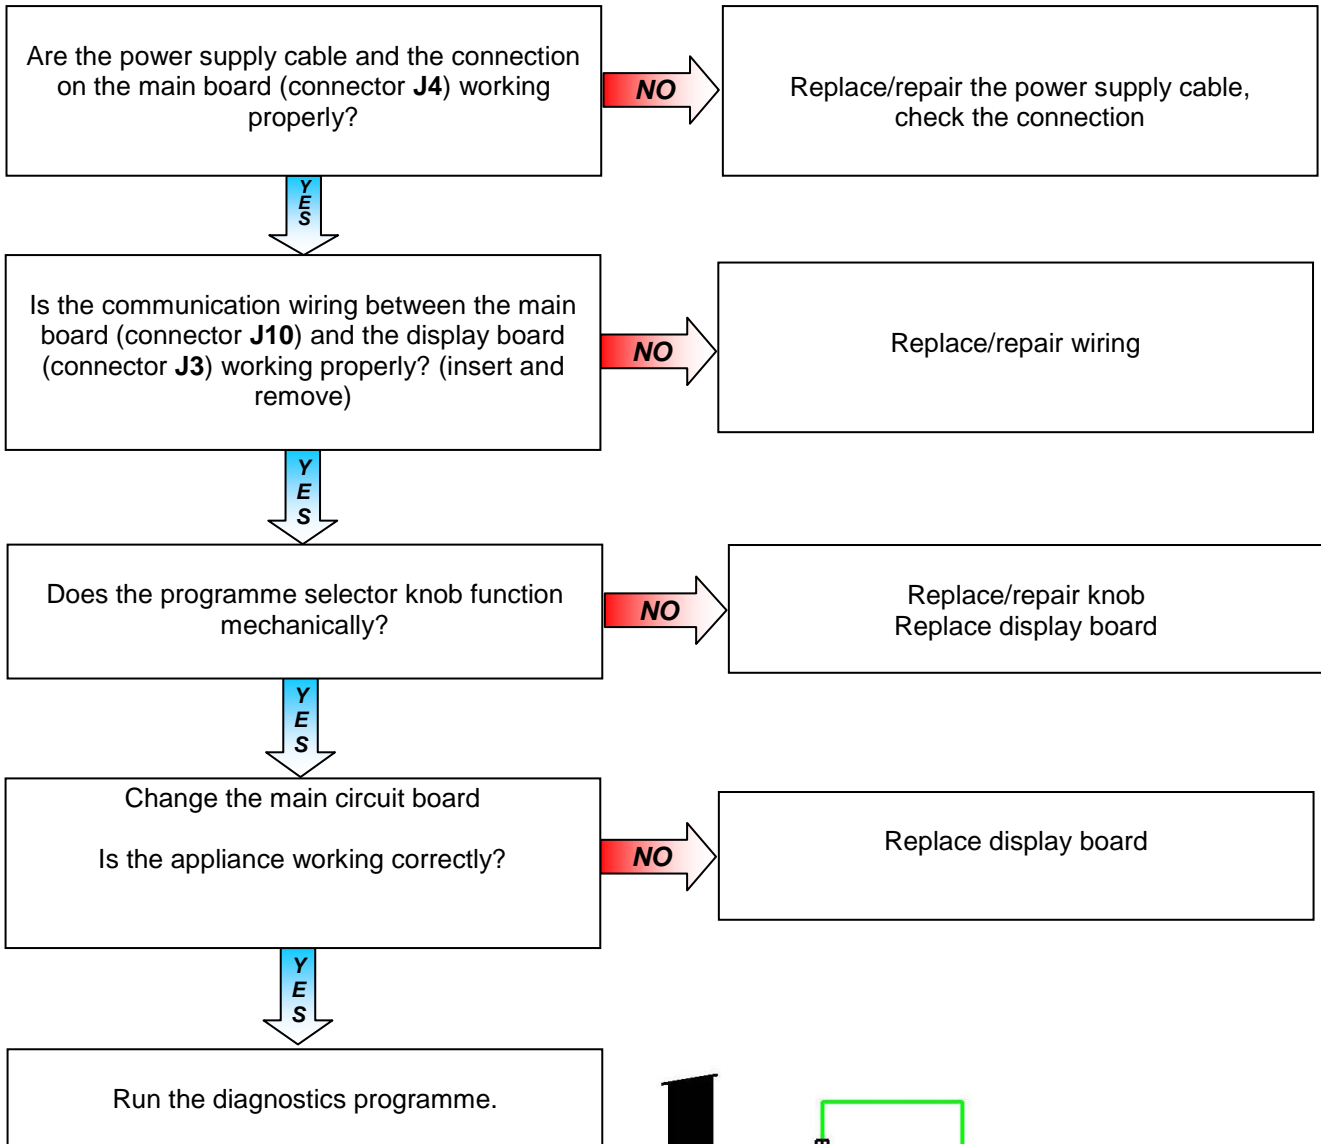 Are the power supply cable and the connection
on the main board (connector J4) working
properly?
NO
Replace/repair the power supply cable,
check the connection
YES
Is the communication wiring between the main
board (connector J10) and the display board
(connector J3) working properly? (insert and
remove)
NO
Replace/repair wiring
YES
Does the programme selector knob function
mechanically?
NO
Replace/repair knob
Replace display board
YES
Change the main circuit board
Is the appliance working correctly?
NO
Replace display board
YES
Run the diagnostics programme.